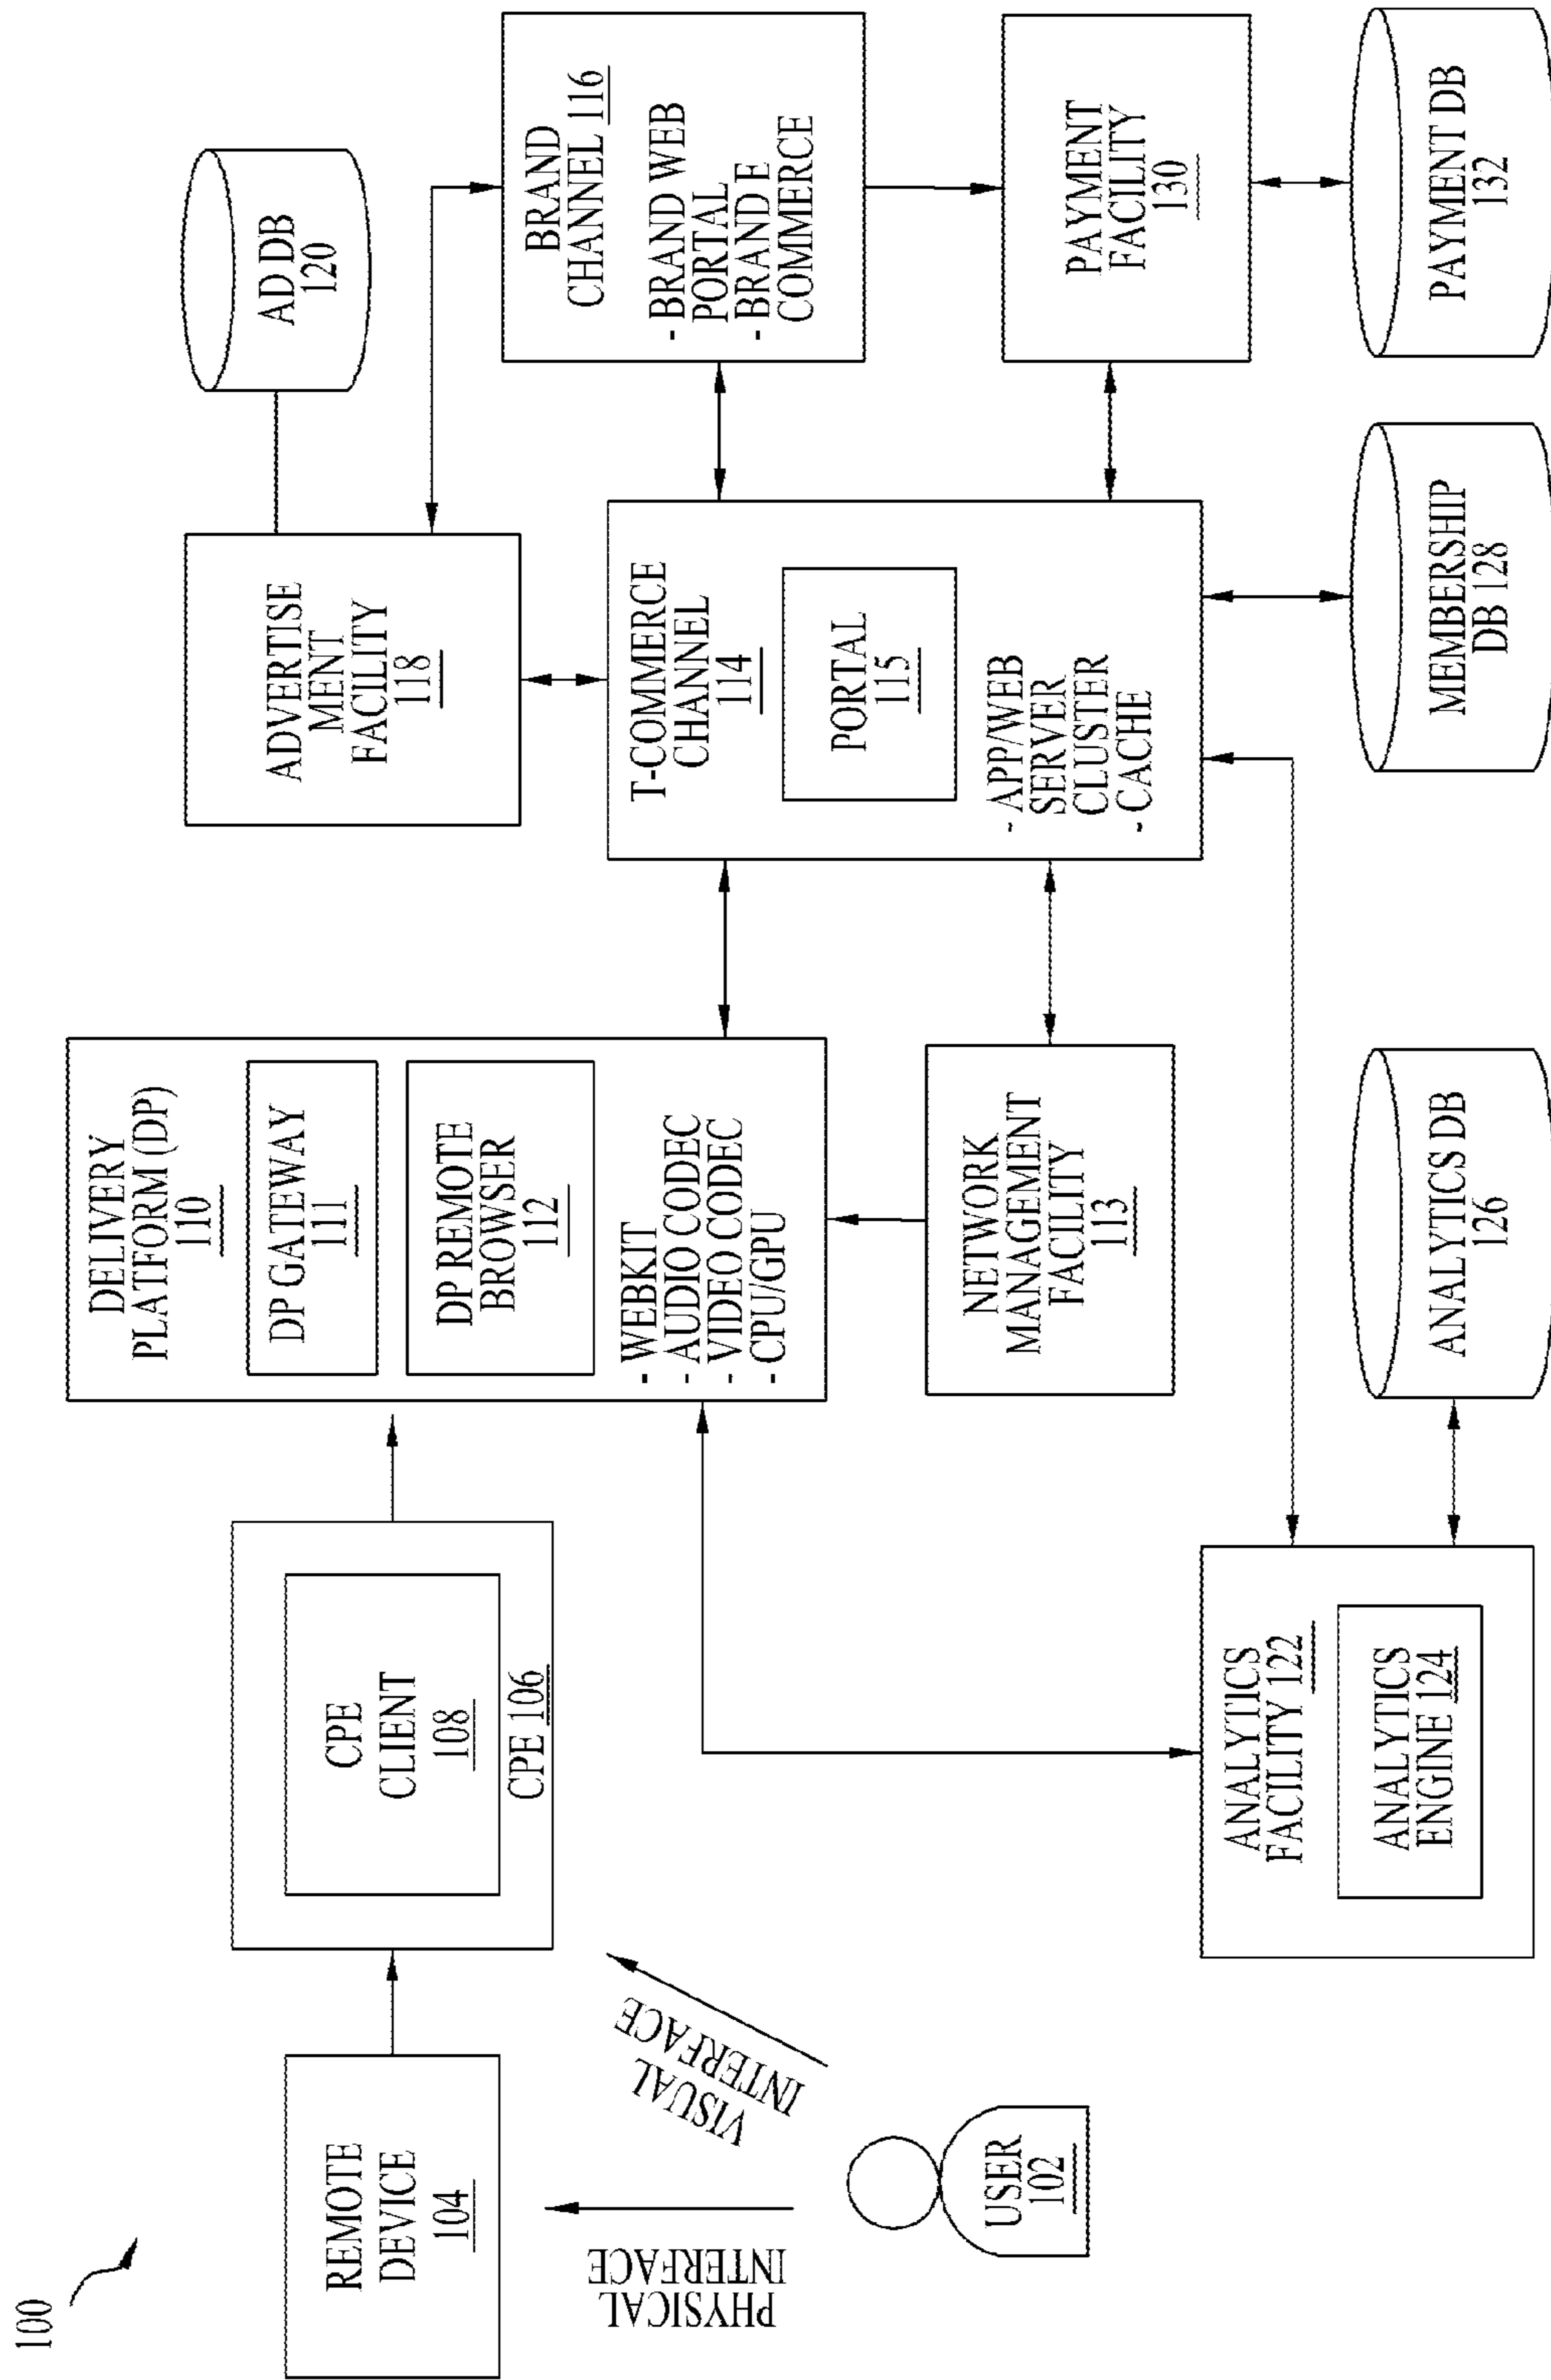 100
REMOTE
DEVICE
104
PHYSICAL
INTERFACE
VISUAL
INTERFACE
USER
102
CPE
CLIENT
108
CPE 106
DELIVERY
PLATFORM (DP)
110
DP GATEWAY
111
DP REMOTE
BROWSER
112
- WEBKIT
- AUDIO CODEC
- VIDEO CODEC
- CPU/GPU
NETWORK
MANAGEMENT
FACILITY
113
ANALYTICS
FACILITY 122
ANALYTICS
ENGINE 124
ANALYTICS DB
126
ADVERTISE
MENT
FACILITY
118
AD DB
120
T-COMMERCE
CHANNEL
114
PORTAL
115
- APP/WEB
SERVER
CLUSTER
- CACHE
BRAND
CHANNEL 116
- BRAND WEB
PORTAL
- BRAND E
COMMERCE
PAYMENT
FACILITY
130
MEMBERSHIP
DB 128
PAYMENT DB
132